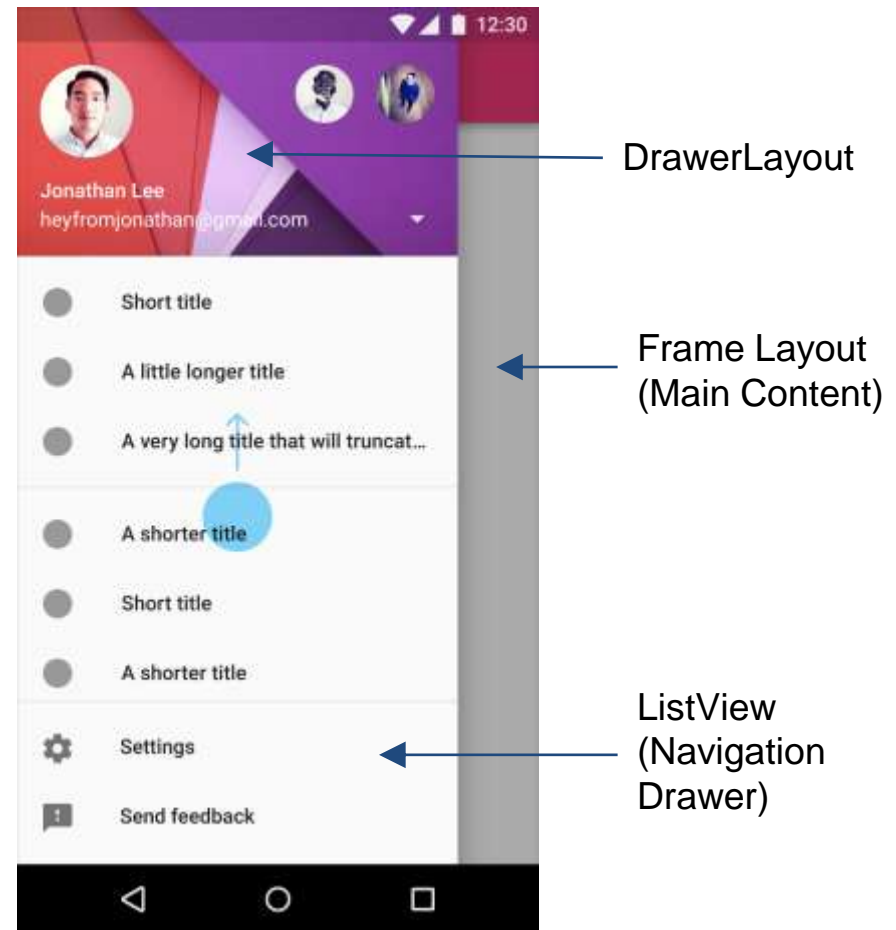 12:30
DrawerLayout
Jonathan Lee
heyfromjonathan@gmail.com
Short title
A little longer title
Frame Layout
(Main Content)
A very long title that will truncat...
A shorter title
Short title
A shorter title
ListView
(Navigation
Drawer)
Settings
Send feedback